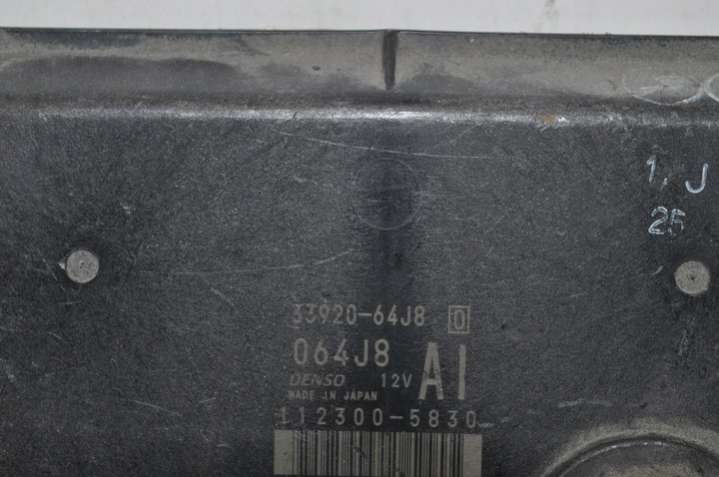 1, J
25
33920-64J8 0
064J8
DENSO 12V AI
MADE IN JAPAN
112300-5830